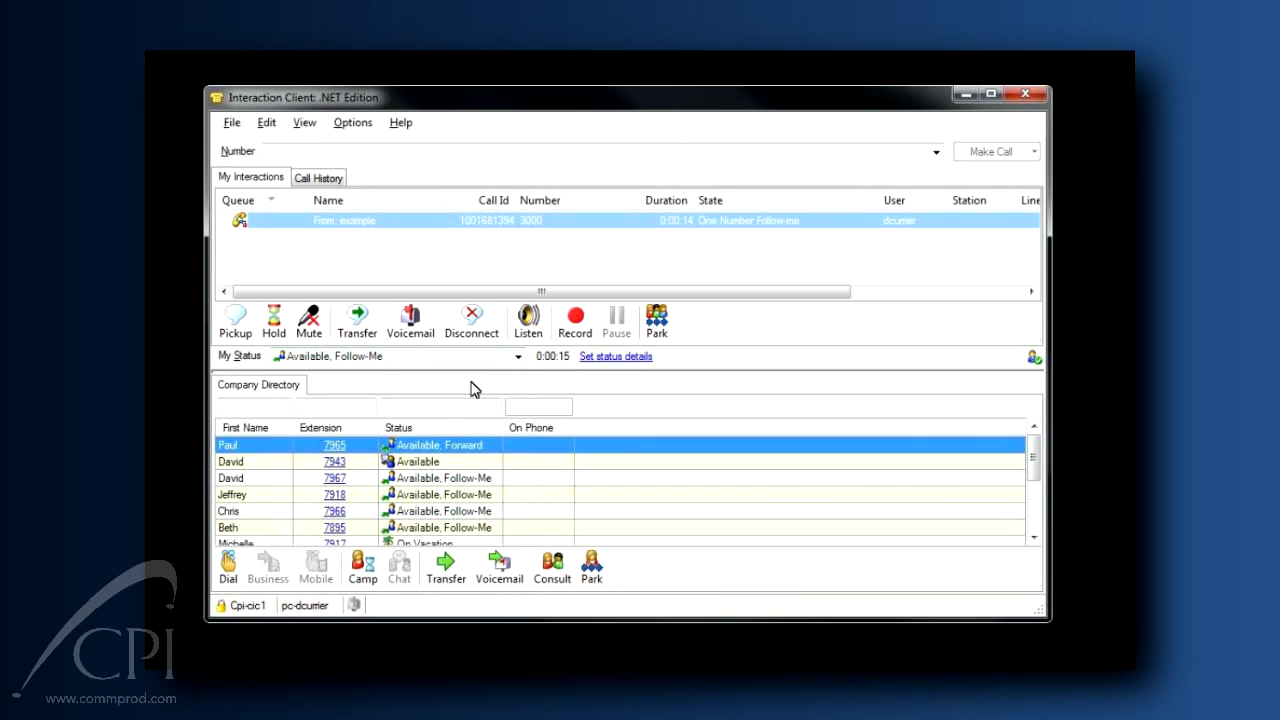 Interaction Client: .NET Edition
File Edit View Options Help
Number Make Call
My Interactions Call History
Queue Name Call Id Number Duration State User Station Line
From: example 1001681394 3000 0:00:14 One Number Follow-me dcurrier
Pickup Hold Mute Transfer Voicemail Disconnect Listen Record Pause Park
My Status Available, Follow-Me 0:00:15 Set status details
Company Directory
First Name Extension Status On Phone
Paul 7965 Available, Forward
David 7943 Available
David 7967 Available, Follow-Me
Jeffrey 7918 Available, Follow-Me
Chris 7966 Available, Follow-Me
Beth 7895 Available, Follow-Me
Michelle 7917 On Vacation
Dial Business Mobile Camp Chat Transfer Voicemail Consult Park
Cpi-cic1 pc-dcurrier
CPI
www.commprod.com